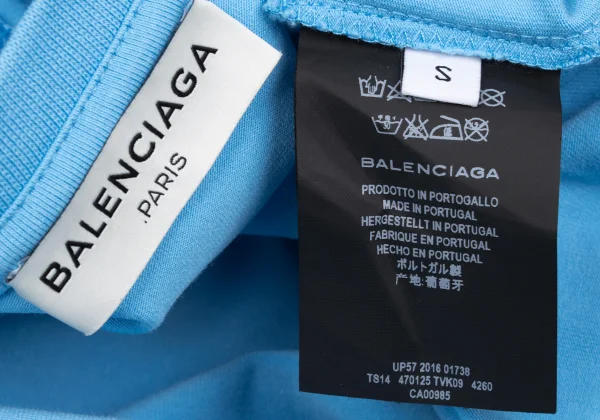 BALENCIAGA
.PARIS
S
BALENCIAGA
PRODOTTO IN PORTOGALLO
MADE IN PORTUGAL
HERGESTELLT IN PORTUGAL
FABRIQUE EN PORTUGAL
HECHO EN PORTUGAL
ポルトガル製
产地:葡萄牙
UP57 2016 01738
TS14 470125 TVK09 4260
CA00985